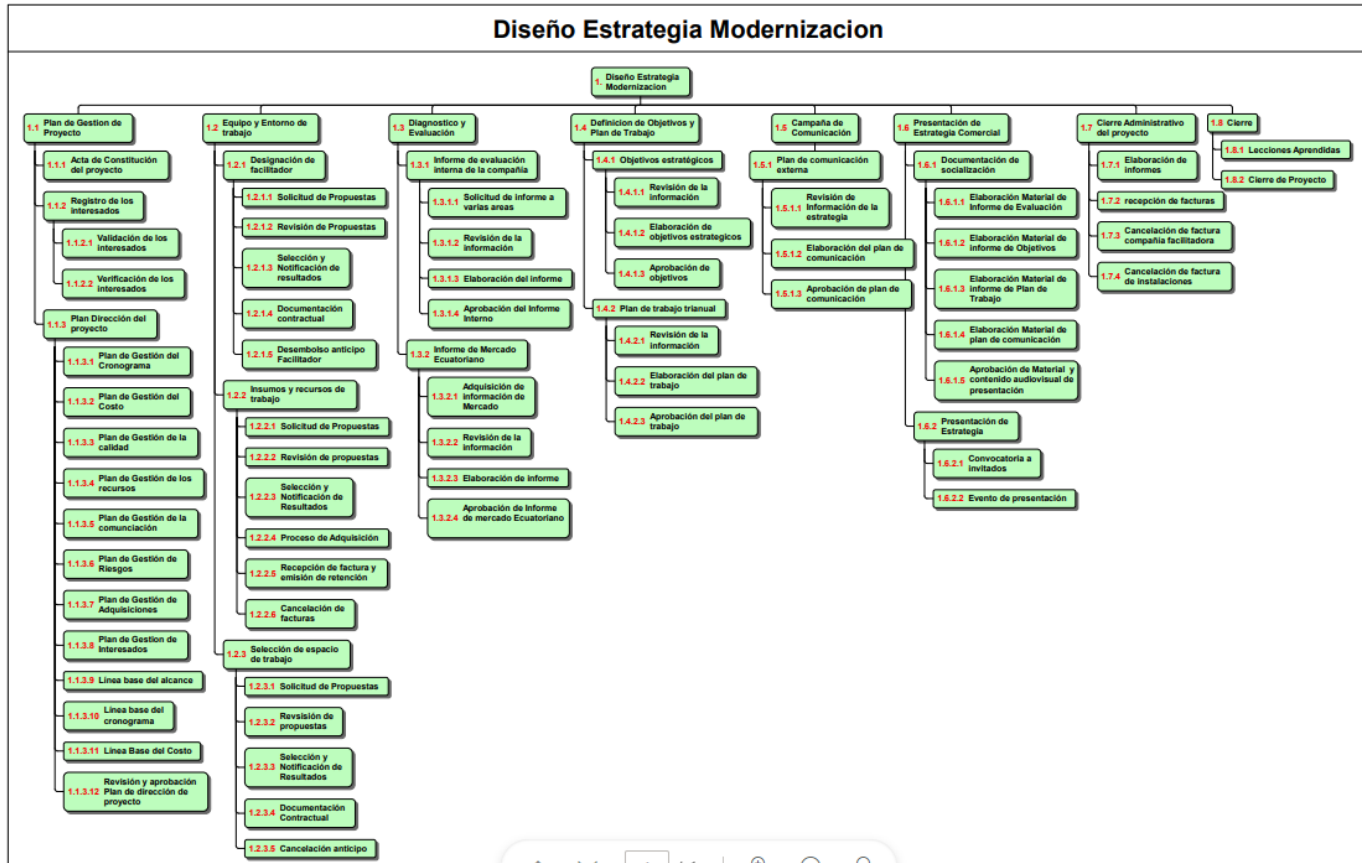 Diseño Estrategia Modernizacion
1. Diseño Estrategia
Modernizacion
1.1 Plan de Gestion de
Proyecto
1.1.1 Acta de Constitución
del proyecto
1.1.2 Registro de los
interesados
1.1.2.1 Validación de los
interesados
1.1.2.2 Verificación de los
interesados
1.1.3 Plan Dirección del
proyecto
1.1.3.1 Plan de Gestión del
Cronograma
1.1.3.2 Plan de Gestión del
Costo
1.1.3.3 Plan de Gestión de la
calidad
1.1.3.4 Plan de Gestión de los
recursos
1.1.3.5 Plan de Gestión de la
comunciación
1.1.3.6 Plan de Gestión de
Riesgos
1.1.3.7 Plan de Gestión de
Adquisiciones
1.1.3.8 Plan de Gestion de
Interesados
1.1.3.9 Línea base del alcance
1.1.3.10 Línea base del
cronograma
1.1.3.11 Línea Base del Costo
1.1.3.12 Revisión y aprobación
Plan de dirección de
proyecto
1.2 Equipo y Entorno de
trabajo
1.2.1 Designación de
facilitador
1.2.1.1 Solicitud de Propuestas
1.2.1.2 Revisión de Propuestas
1.2.1.3 Selección y
Notificación de
resultados
1.2.1.4 Documentación
contractual
1.2.1.5 Desembolso anticipo
Facilitador
1.2.2 Insumos y recursos de
trabajo
1.2.2.1 Solicitud de Propuestas
1.2.2.2 Revisión de propuestas
1.2.2.3 Selección y
Notificación de
Resultados
1.2.2.4 Proceso de Adquisición
1.2.2.5 Recepción de factura y
emisión de retención
1.2.2.6 Cancelación de
facturas
1.2.3 Selección de espacio
de trabajo
1.2.3.1 Solicitud de Propuestas
1.2.3.2 Revsisión de
propuestas
1.2.3.3 Selección y
Notificación de
Resultados
1.2.3.4 Documentación
Contractual
1.2.3.5 Cancelación anticipo
1.3 Diagnostico y
Evaluación
1.3.1 Informe de evaluación
interna de la compañía
1.3.1.1 Solicitud de informe a
varias areas
1.3.1.2 Revisión de la
información
1.3.1.3 Elaboración del informe
1.3.1.4 Aprobación del Informe
Interno
1.3.2 Informe de Mercado
Ecuatoriano
1.3.2.1 Adquisición de
información de
Mercado
1.3.2.2 Revisión de la
información
1.3.2.3 Elaboración de informe
1.3.2.4 Aprobación de Informe
de mercado Ecuatoriano
1.4 Definicion de Objetivos y
Plan de Trabajo
1.4.1 Objetivos estratégicos
1.4.1.1 Revisión de la
información
1.4.1.2 Elaboración de
objetivos estrategicos
1.4.1.3 Aprobación de
objetivos
1.4.2 Plan de trabajo trianual
1.4.2.1 Revisión de la
información
1.4.2.2 Elaboración del plan de
trabajo
1.4.2.3 Aprobación del plan de
trabajo
1.5 Campaña de
Comunicación
1.5.1 Plan de comunicación
externa
1.5.1.1 Revisión de
Información de la
estrategia
1.5.1.2 Elaboración del plan de
comunicación
1.5.1.3 Aprobación de plan de
comunicación
1.6 Presentación de
Estrategia Comercial
1.6.1 Documentación de
socialización
1.6.1.1 Elaboración Material de
Informe de Evaluación
1.6.1.2 Elaboración Material de
informe de Objetivos
1.6.1.3 Elaboración Material de
informe de Plan de
Trabajo
1.6.1.4 Elaboración Material de
plan de comunicación
1.6.1.5 Aprobación de Material y
contenido audiovisual de
presentación
1.6.2 Presentación de
Estrategia
1.6.2.1 Convocatoria a
invitados
1.6.2.2 Evento de presentación
1.7 Cierre Administrativo
del proyecto
1.7.1 Elaboración de
informes
1.7.2 recepción de facturas
1.7.3 Cancelación de factura
compañía facilitadora
1.7.4 Cancelación de factura
de instalaciones
1.8 Cierre
1.8.1 Lecciones Aprendidas
1.8.2 Cierre de Proyecto